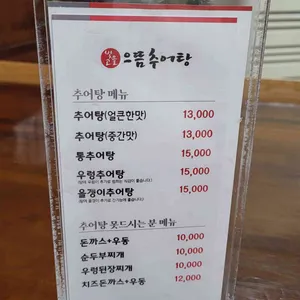 으뜸추어탕
추어탕 메뉴
추어탕(얼큰한맛) 13,000
추어탕(중간맛) 13,000
통추어탕 15,000
우렁추어탕 15,000
올갱이추어탕 15,000
추어탕 못드시는 분 메뉴
돈까스+우동 10,000
순두부찌개 10,000
우렁된장찌개 10,000
치즈돈까스+우동 12,000